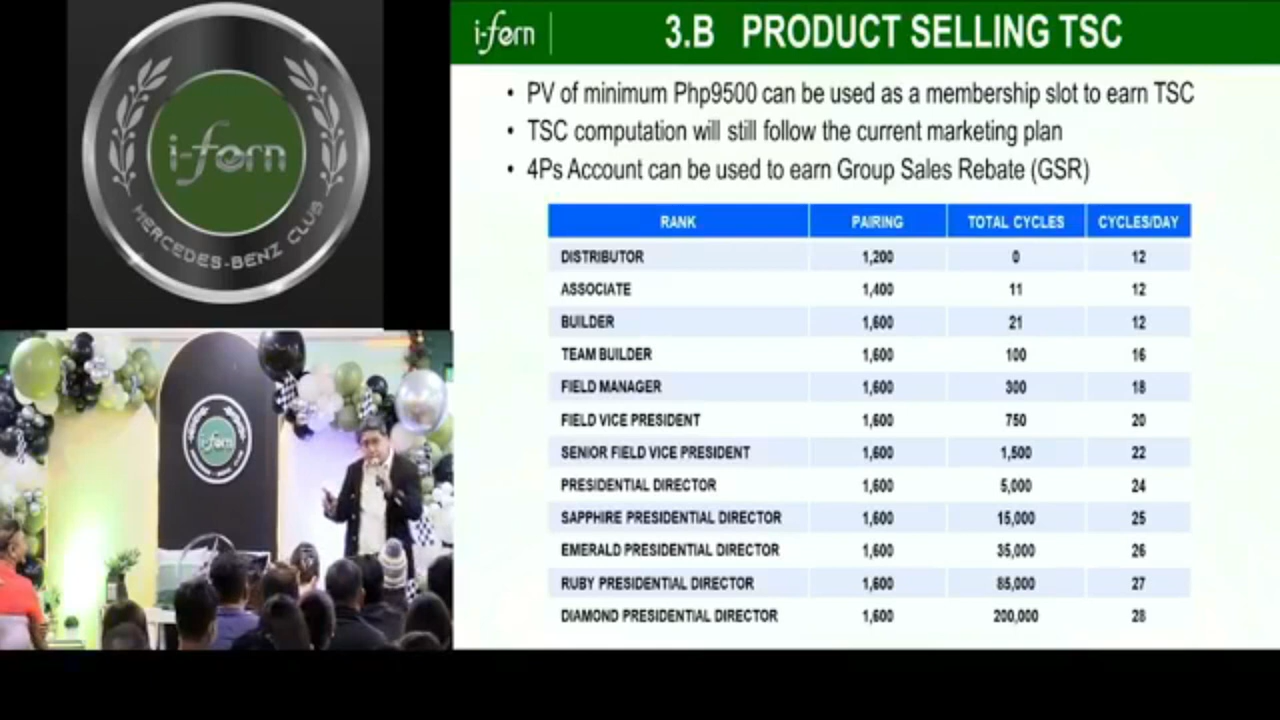 i-fern
MERCEDES-BENZ CLUB
i-fern
3.B PRODUCT SELLING TSC
• PV of minimum Php9500 can be used as a membership slot to earn TSC
• TSC computation will still follow the current marketing plan
• 4Ps Account can be used to earn Group Sales Rebate (GSR)
RANK PAIRING TOTAL CYCLES CYCLES/DAY
DISTRIBUTOR 1,200 0 12
ASSOCIATE 1,400 11 12
BUILDER 1,600 21 12
TEAM BUILDER 1,600 100 16
FIELD MANAGER 1,600 300 18
FIELD VICE PRESIDENT 1,600 750 20
SENIOR FIELD VICE PRESIDENT 1,600 1,500 22
PRESIDENTIAL DIRECTOR 1,600 5,000 24
SAPPHIRE PRESIDENTIAL DIRECTOR 1,600 15,000 25
EMERALD PRESIDENTIAL DIRECTOR 1,600 35,000 26
RUBY PRESIDENTIAL DIRECTOR 1,600 85,000 27
DIAMOND PRESIDENTIAL DIRECTOR 1,600 200,000 28
i-fern